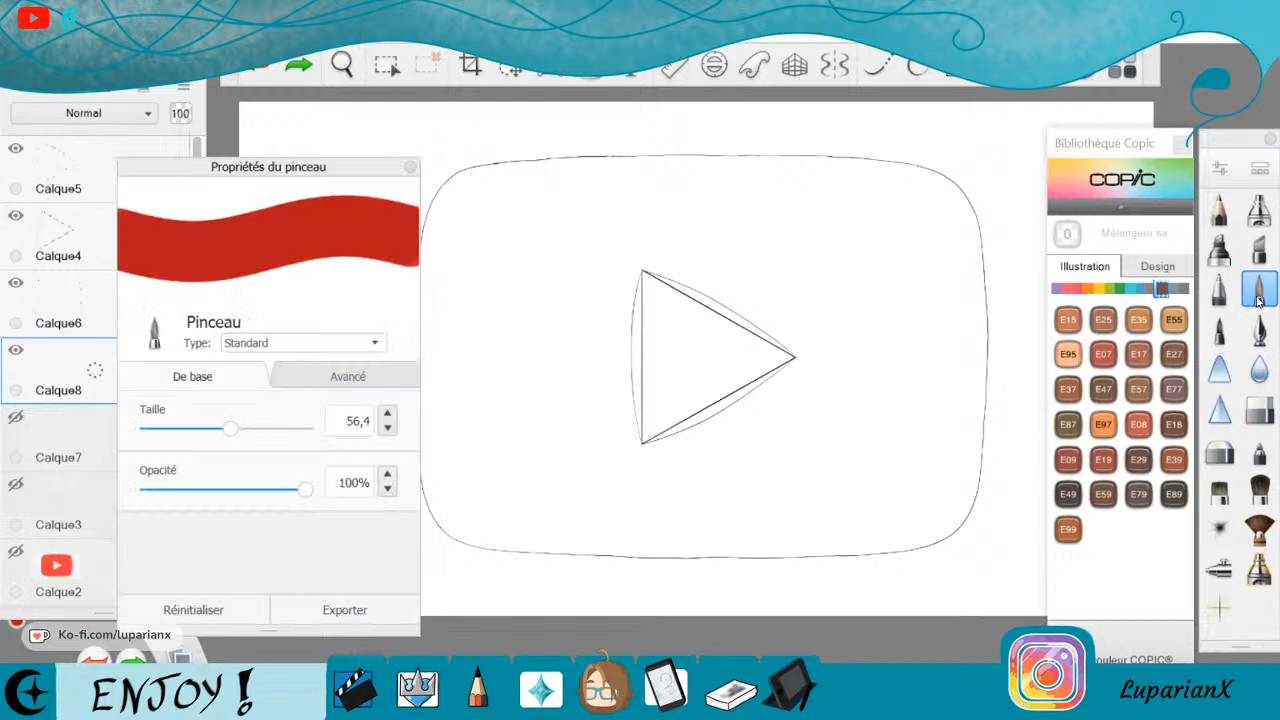 6
Normal
100
Calque5
Calque4
Calque6
Calque8
Calque7
Calque3
Calque2
Propriétés du pinceau
Pinceau
Type: Standard
De base
Avancé
Taille
56,4
Opacité
100%
Réinitialiser
Exporter
Bibliothèque Copic
COPIC
0
Mélangeur sa
Illustration
Design
E15 E25 E35 E55
E95 E07 E17 E27
E37 E47 E57 E77
E87 E97 E08 E18
E09 E19 E29 E39
E49 E59 E79 E89
E99
ouleur COPIC®
Ko-fi.com/luparianx
ENJOY !
LuparianX